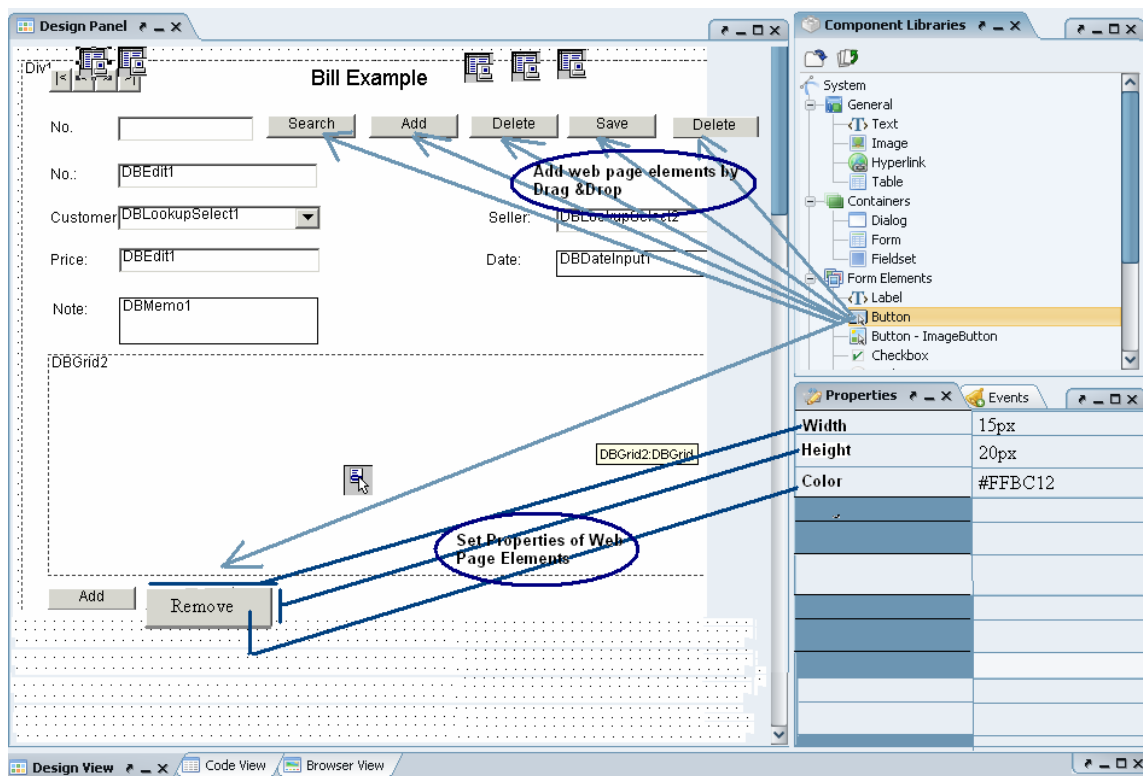 Design Panel
Div1
Bill Example
No.
Search
Add
Delete
Save
Delete
No.:
DBEdit1
Add web page elements by
Drag &Drop
Customer
DBLookupSelect1
Seller:
DBLookupSelect2
Price:
DBEdit1
Date:
DBDateInput1
Note:
DBMemo1
DBGrid2
DBGrid2:DBGrid
Set Properties of Web
Page Elements
Add
Remove
Component Libraries
System
General
<T> Text
Image
Hyperlink
Table
Containers
Dialog
Form
Fieldset
Form Elements
<T> Label
Button
Button - ImageButton
Checkbox
Properties
Events
Width
15px
Height
20px
Color
#FFBC12
Design View
Code View
Browser View